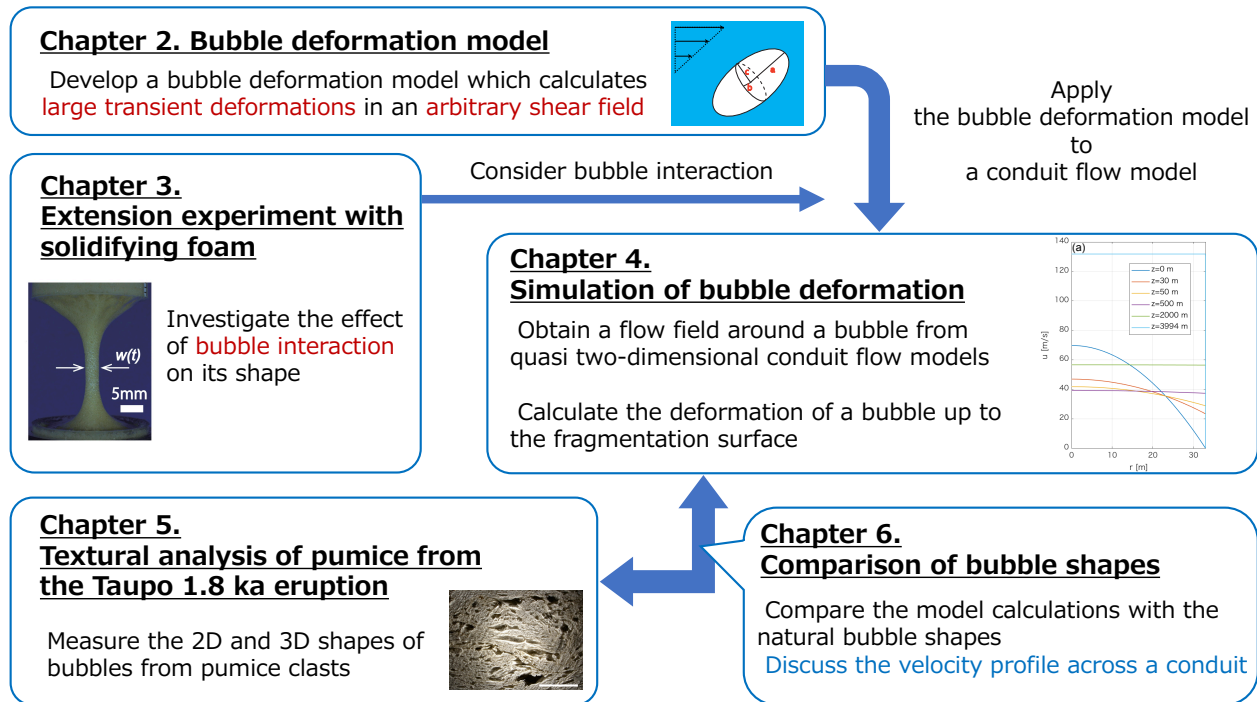 Chapter 2. Bubble deformation model
Develop a bubble deformation model which calculates
large transient deformations in an arbitrary shear field
c
a
b
Apply
the bubble deformation model
to
a conduit flow model
Consider bubble interaction
Chapter 3.
Extension experiment with
solidifying foam
w(t)
5mm
Investigate the effect
of bubble interaction
on its shape
Chapter 4.
Simulation of bubble deformation
Obtain a flow field around a bubble from
quasi two-dimensional conduit flow models
Calculate the deformation of a bubble up to
the fragmentation surface
(a)
140
120
100
80
60
40
20
0
u [m/s]
z=0 m
z=30 m
z=50 m
z=500 m
z=2000 m
z=3994 m
0 10 20 30
r [m]
Chapter 5.
Textural analysis of pumice from
the Taupo 1.8 ka eruption
Measure the 2D and 3D shapes of
bubbles from pumice clasts
Chapter 6.
Comparison of bubble shapes
Compare the model calculations with the
natural bubble shapes
Discuss the velocity profile across a conduit